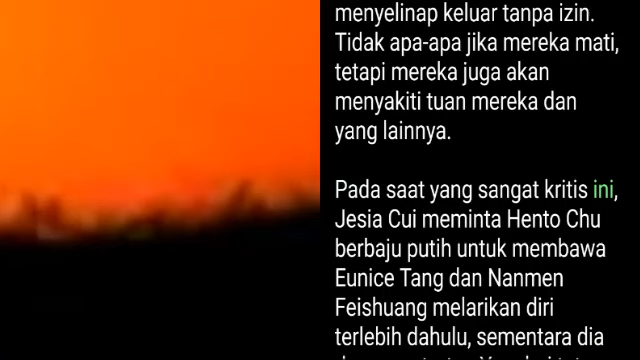 menyelinap keluar tanpa izin.
Tidak apa-apa jika mereka mati,
tetapi mereka juga akan
menyakiti tuan mereka dan
yang lainnya.
Pada saat yang sangat kritis ini,
Jesia Cui meminta Hento Chu
berbaju putih untuk membawa
Eunice Tang dan Nanmen
Feishuang melarikan diri
terlebih dahulu, sementara dia